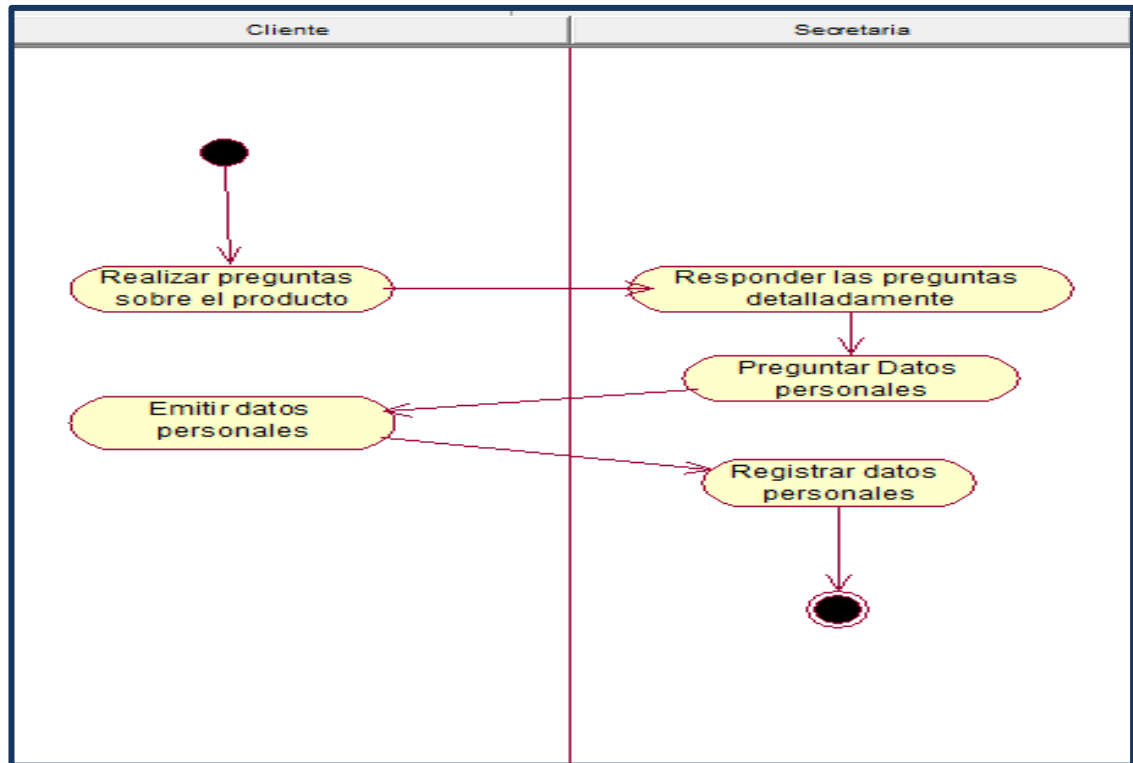 Cliente
Secretaria
Realizar preguntas
sobre el producto
Responder las preguntas
detalladamente
Preguntar Datos
personales
Emitir datos
personales
Registrar datos
personales